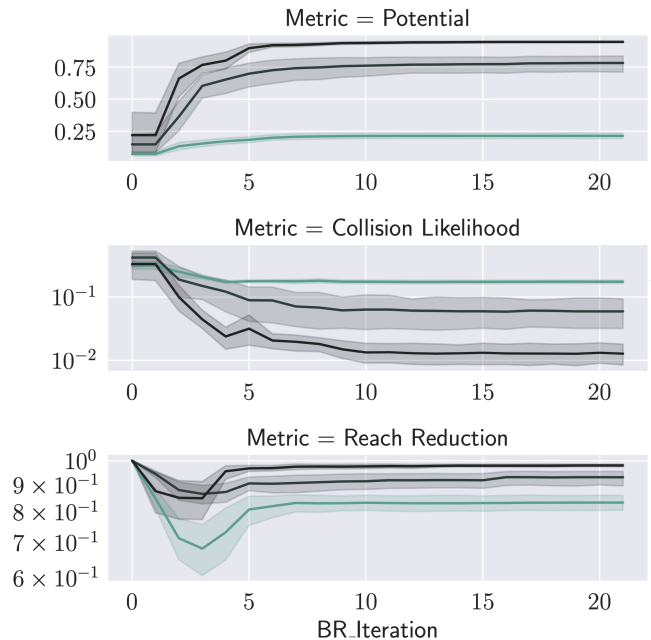 Metric = Potential
0.75
0.50
0.25
0 5 10 15 20
Metric = Collision Likelihood
10⁻¹
10⁻²
0 5 10 15 20
Metric = Reach Reduction
10⁰
9 × 10⁻¹
8 × 10⁻¹
7 × 10⁻¹
6 × 10⁻¹
0 5 10 15 20
BR_Iteration